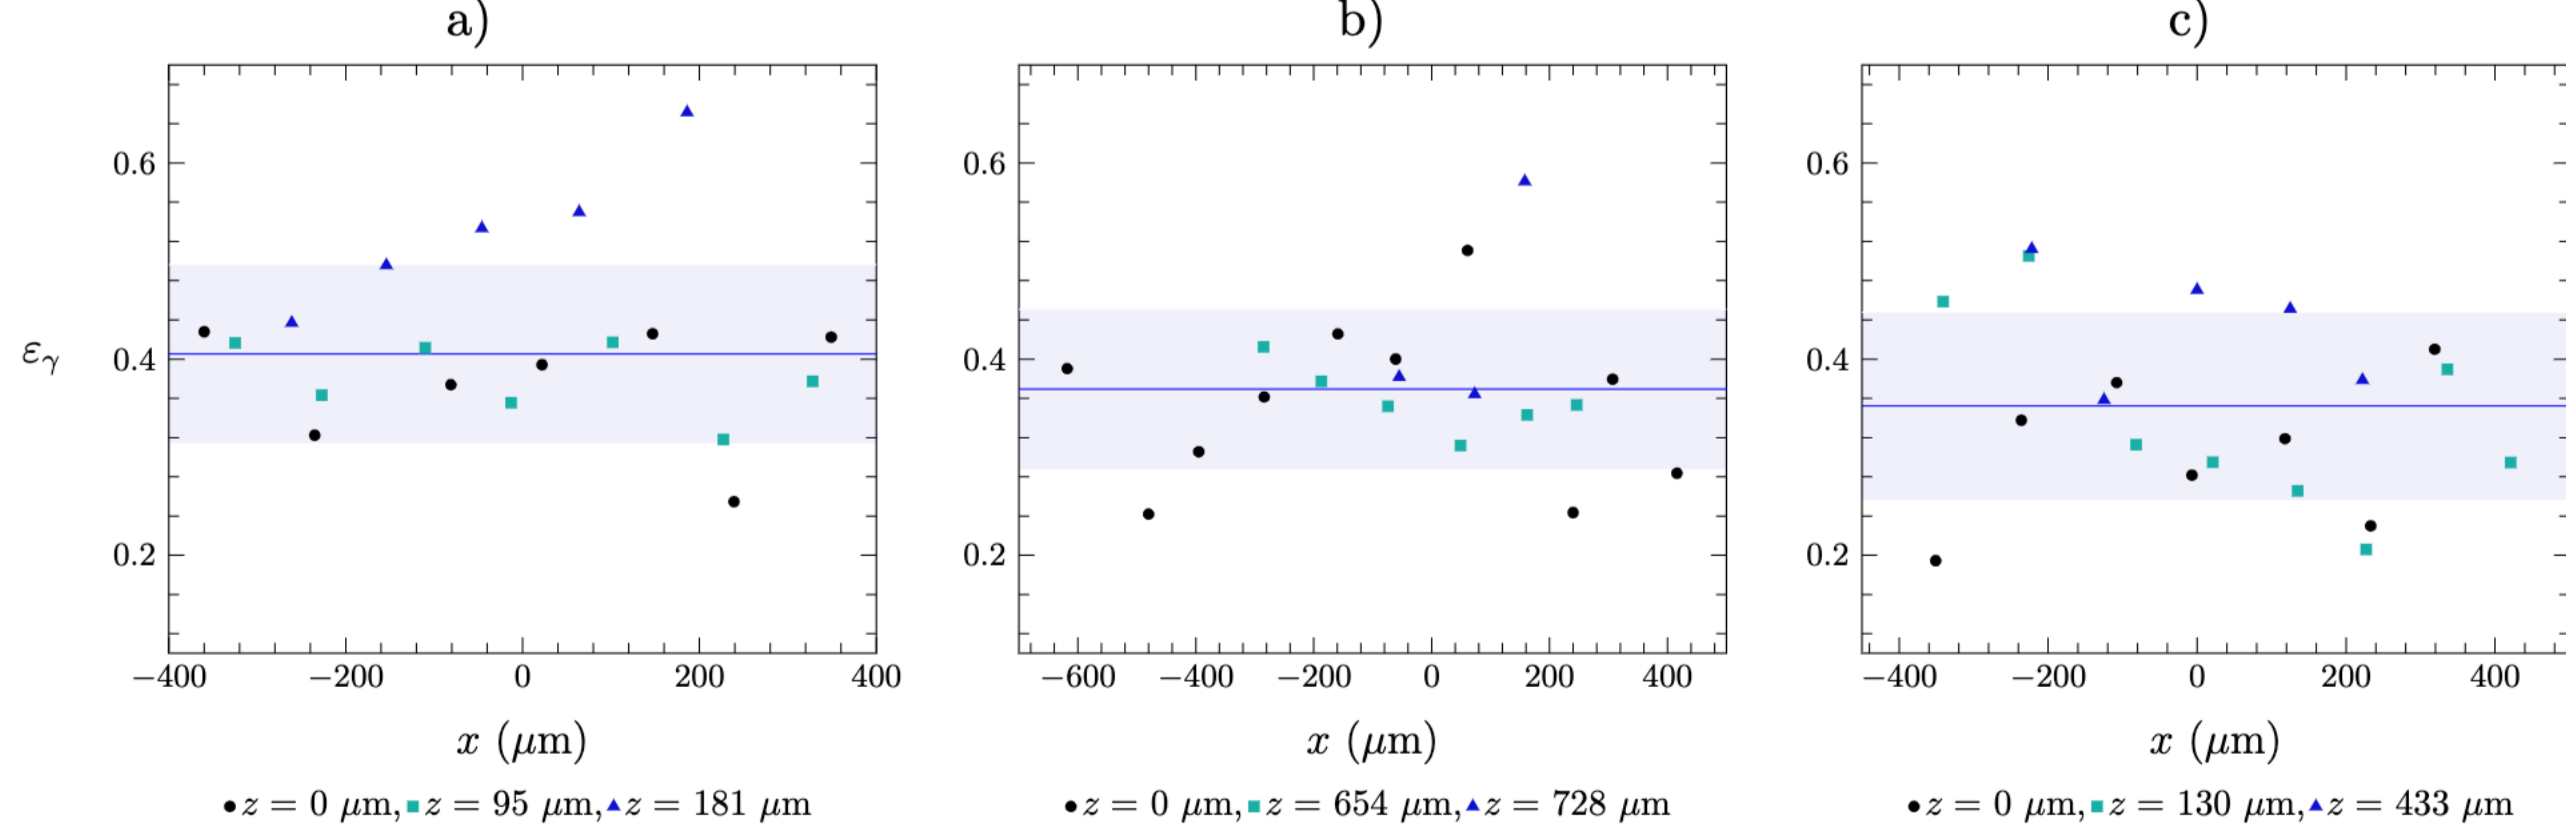 a) b) c)
0.6 0.6 0.6
ε_γ 0.4 0.4 0.4
0.2 0.2 0.2
−400 −200 0 200 400 −600 −400 −200 0 200 400 −400 −200 0 200 400
x (μm) x (μm) x (μm)
z = 0 μm, z = 95 μm, z = 181 μm z = 0 μm, z = 654 μm, z = 728 μm z = 0 μm, z = 130 μm, z = 433 μm